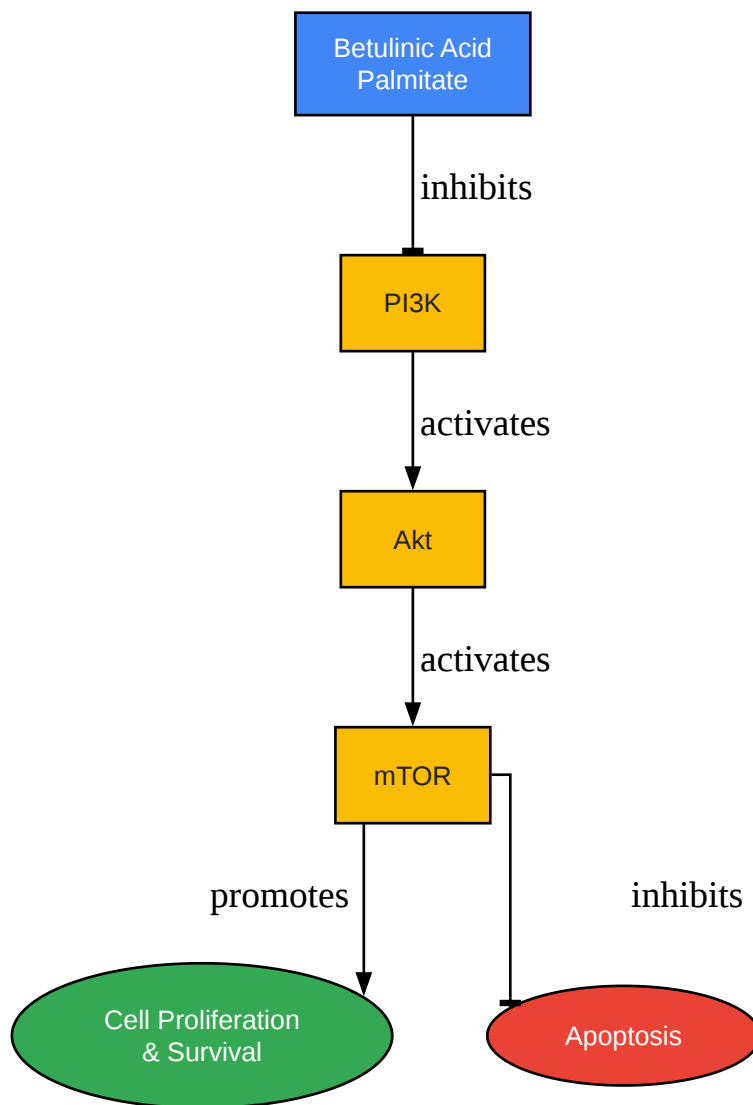 Betulinic Acid
Palmitate
inhibits
PI3K
activates
Akt
activates
mTOR
promotes
inhibits
Cell Proliferation
& Survival
Apoptosis